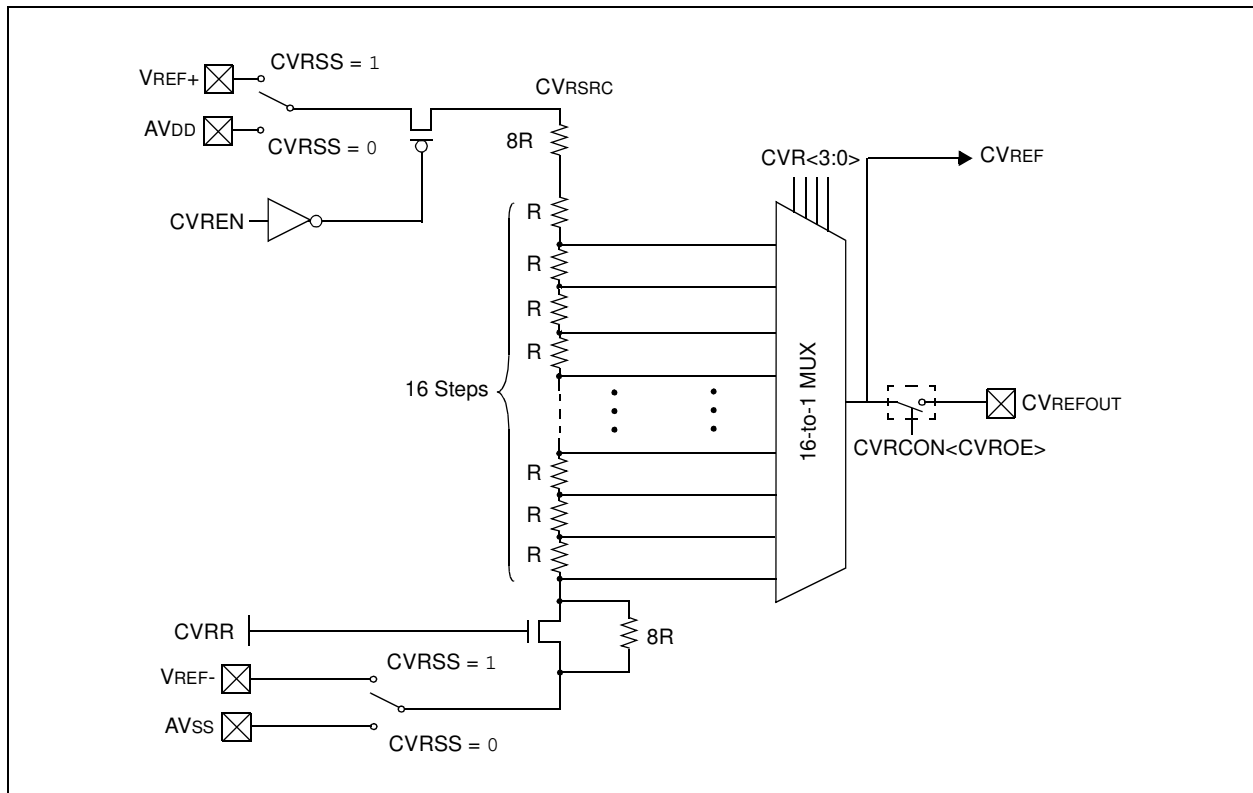 VREF+
CVRSS = 1
AVDD
CVRSS = 0
CVREN
CVRSRC
8R
R
R
R
R
16 Steps
R
R
R
CVR<3:0>
16-to-1 MUX
CVREF
CVREFOUT
CVRCON<CVROE>
CVRR
8R
VREF-
CVRSS = 1
AVSS
CVRSS = 0